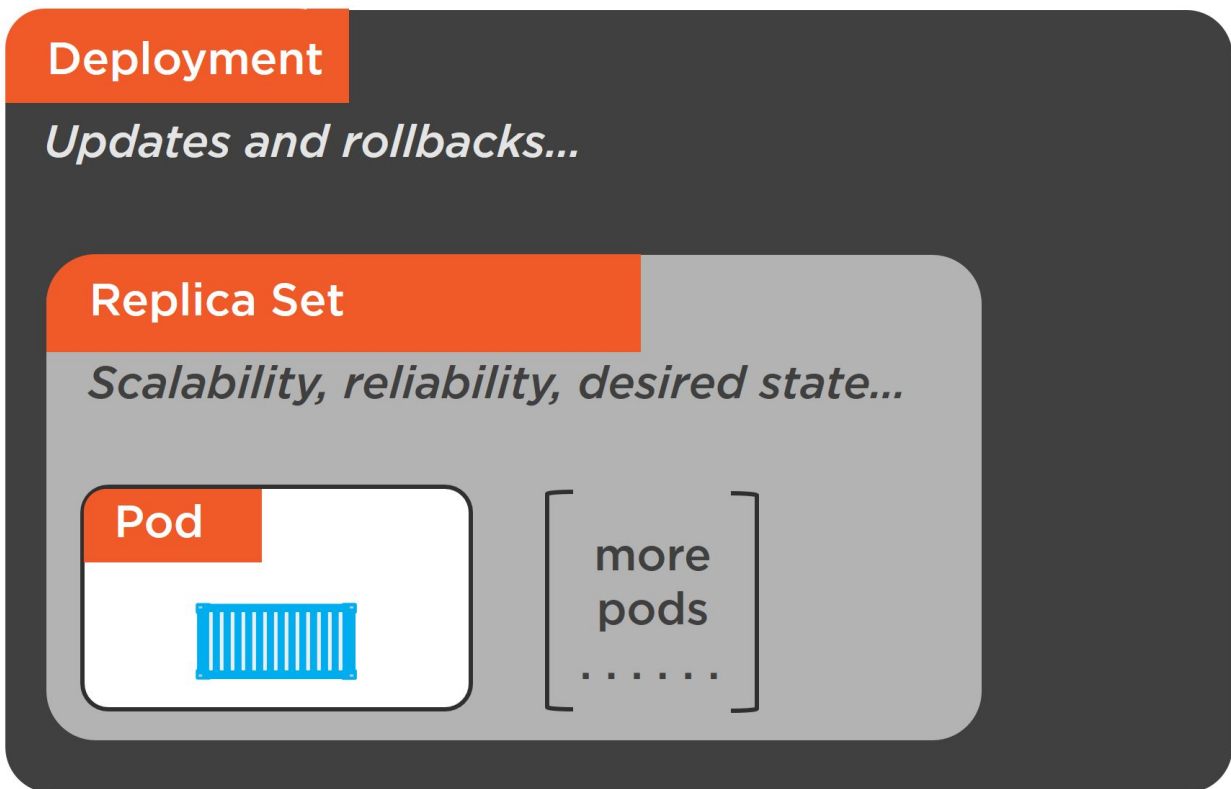 Deployment
Updates and rollbacks...
Replica Set
Scalability, reliability, desired state...
Pod
more
pods
......